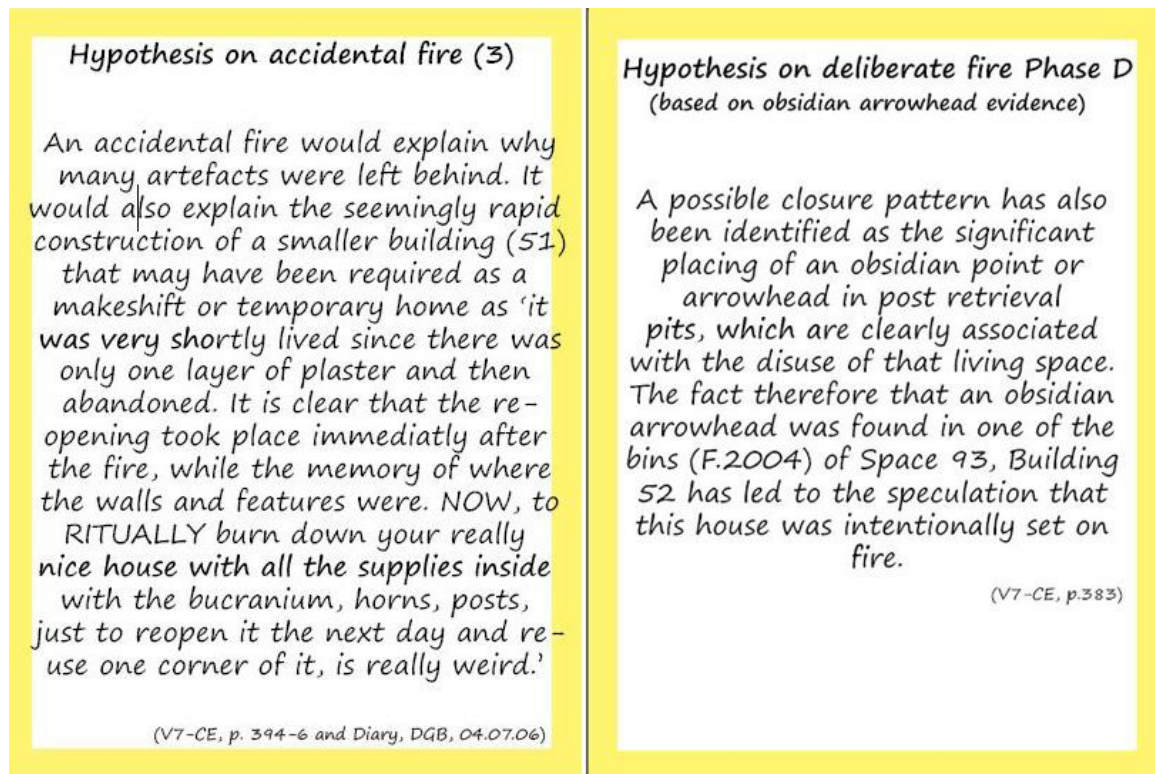 Hypothesis on accidental fire (3)
An accidental fire would explain why
many artefacts were left behind. It
would also explain the seemingly rapid
construction of a smaller building (51)
that may have been required as a
makeshift or temporary home as ‘it
was very shortly lived since there was
only one layer of plaster and then
abandoned. It is clear that the re-
opening took place immediatly after
the fire, while the memory of where
the walls and features were. NOW, to
RITUALLY burn down your really
nice house with all the supplies inside
with the bucranium, horns, posts,
just to reopen it the next day and re-
use one corner of it, is really weird.’
(V7-CE, p. 394-6 and Diary, DGB, 04.07.06)
Hypothesis on deliberate fire Phase D
(based on obsidian arrowhead evidence)
A possible closure pattern has also
been identified as the significant
placing of an obsidian point or
arrowhead in post retrieval
pits, which are clearly associated
with the disuse of that living space.
The fact therefore that an obsidian
arrowhead was found in one of the
bins (F.2004) of Space 93, Building
52 has led to the speculation that
this house was intentionally set on
fire.
(V7-CE, p.383)